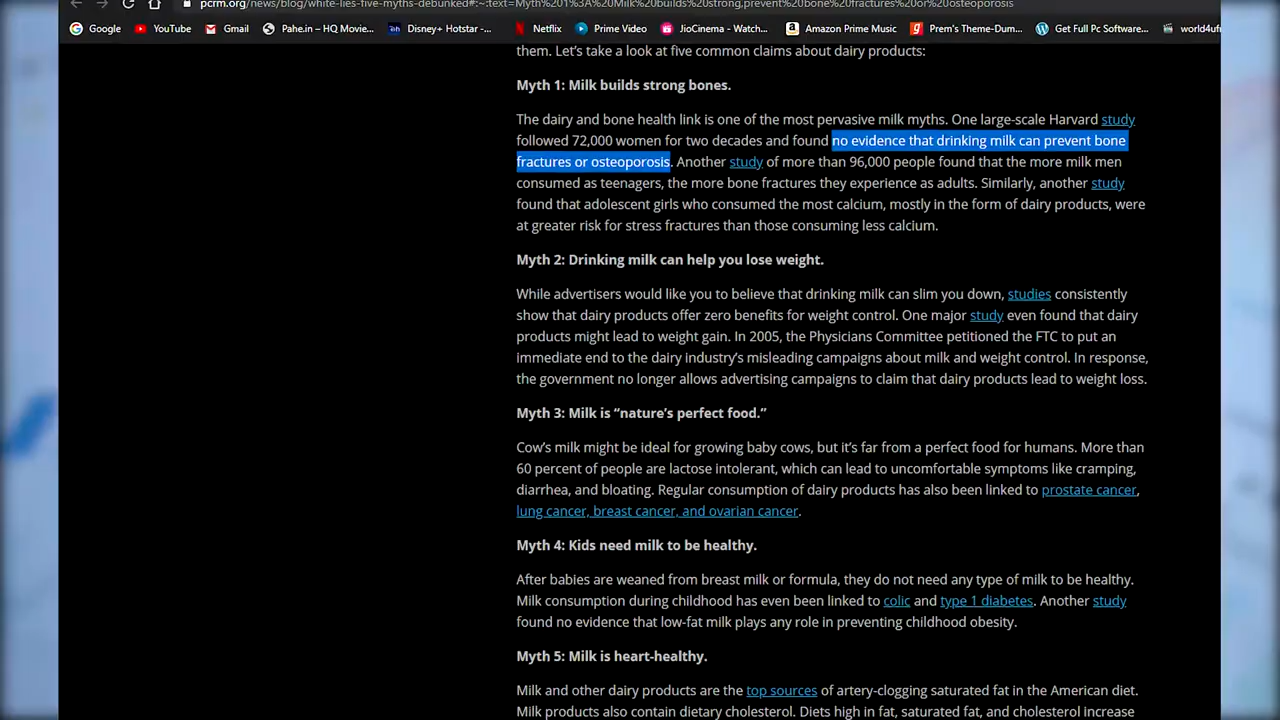 pcrm.org/news/blog/white-lies-five-myths-debunked#:~:text=Myth%201%3A%20Milk%20builds%20strong,prevent%20bone%20fractures%20or%20osteoporosis
Google YouTube Gmail Pahe.in – HQ Movie... Disney+ Hotstar -... Netflix Prime Video JioCinema - Watch... Amazon Prime Music Prem's Theme-Dum... Get Full Pc Software... world4ufr
them. Let's take a look at five common claims about dairy products:
Myth 1: Milk builds strong bones.
The dairy and bone health link is one of the most pervasive milk myths. One large-scale Harvard study
followed 72,000 women for two decades and found no evidence that drinking milk can prevent bone
fractures or osteoporosis. Another study of more than 96,000 people found that the more milk men
consumed as teenagers, the more bone fractures they experience as adults. Similarly, another study
found that adolescent girls who consumed the most calcium, mostly in the form of dairy products, were
at greater risk for stress fractures than those consuming less calcium.
Myth 2: Drinking milk can help you lose weight.
While advertisers would like you to believe that drinking milk can slim you down, studies consistently
show that dairy products offer zero benefits for weight control. One major study even found that dairy
products might lead to weight gain. In 2005, the Physicians Committee petitioned the FTC to put an
immediate end to the dairy industry's misleading campaigns about milk and weight control. In response,
the government no longer allows advertising campaigns to claim that dairy products lead to weight loss.
Myth 3: Milk is “nature's perfect food.”
Cow's milk might be ideal for growing baby cows, but it's far from a perfect food for humans. More than
60 percent of people are lactose intolerant, which can lead to uncomfortable symptoms like cramping,
diarrhea, and bloating. Regular consumption of dairy products has also been linked to prostate cancer,
lung cancer, breast cancer, and ovarian cancer.
Myth 4: Kids need milk to be healthy.
After babies are weaned from breast milk or formula, they do not need any type of milk to be healthy.
Milk consumption during childhood has even been linked to colic and type 1 diabetes. Another study
found no evidence that low-fat milk plays any role in preventing childhood obesity.
Myth 5: Milk is heart-healthy.
Milk and other dairy products are the top sources of artery-clogging saturated fat in the American diet.
Milk products also contain dietary cholesterol. Diets high in fat, saturated fat, and cholesterol increase